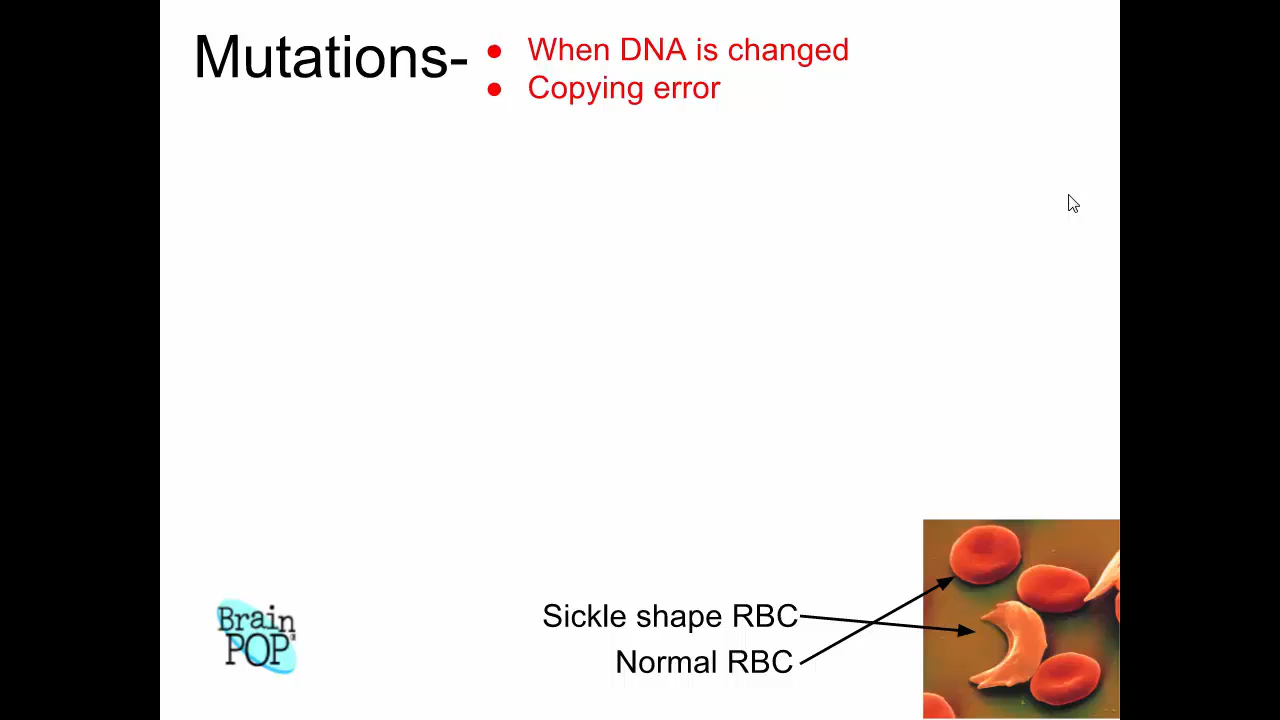 Mutations-
● When DNA is changed
● Copying error
Sickle shape RBC
Normal RBC
Brain
POP